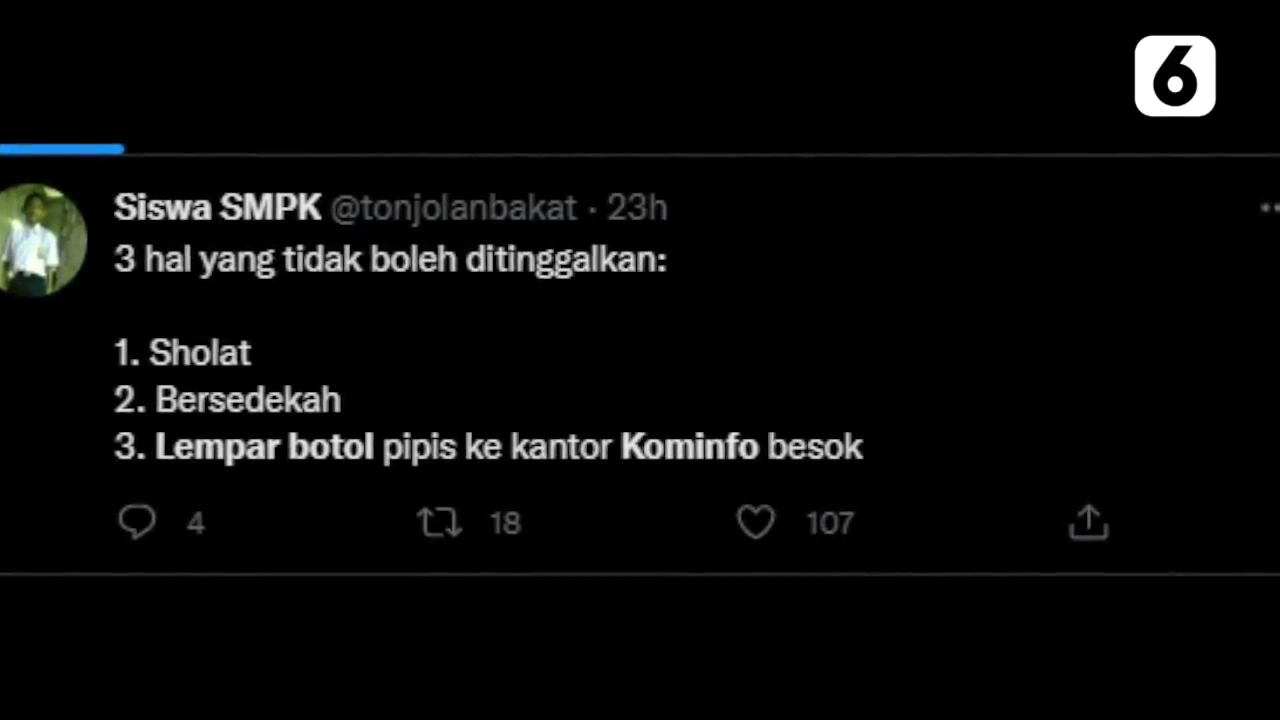 6
Siswa SMPK @tonjolanbakat · 23h
3 hal yang tidak boleh ditinggalkan:
1. Sholat
2. Bersedekah
3. Lempar botol pipis ke kantor Kominfo besok
4 18 107